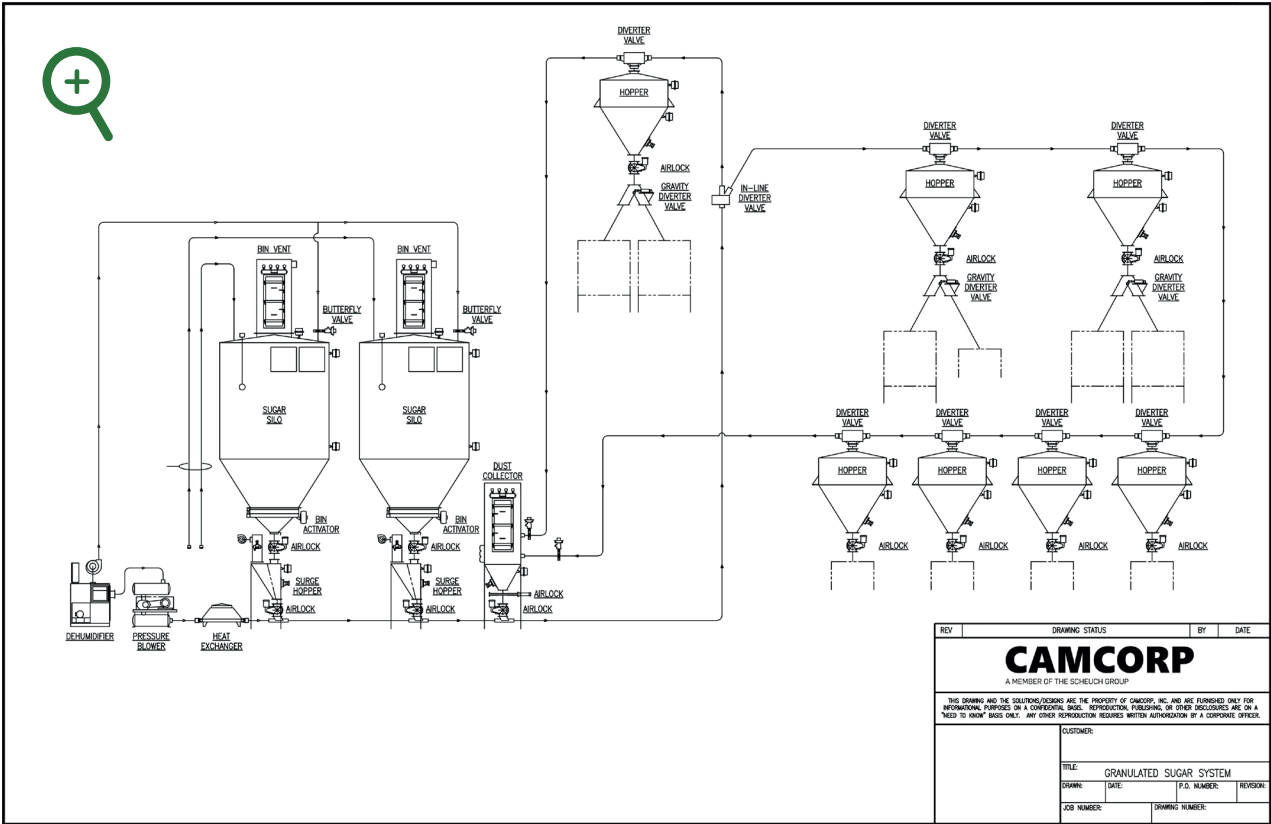 DIVERTER
VALVE
HOPPER
AIRLOCK
GRAVITY
DIVERTER
VALVE
IN-LINE
DIVERTER
VALVE
DIVERTER
VALVE
HOPPER
AIRLOCK
GRAVITY
DIVERTER
VALVE
DIVERTER
VALVE
HOPPER
AIRLOCK
GRAVITY
DIVERTER
VALVE
BIN VENT
BUTTERFLY
VALVE
SUGAR
SILO
BIN
ACTIVATOR
AIRLOCK
SURGE
HOPPER
AIRLOCK
BIN VENT
BUTTERFLY
VALVE
SUGAR
SILO
BIN
ACTIVATOR
AIRLOCK
SURGE
HOPPER
AIRLOCK
DUST
COLLECTOR
AIRLOCK
AIRLOCK
DIVERTER
VALVE
HOPPER
AIRLOCK
DIVERTER
VALVE
HOPPER
AIRLOCK
DIVERTER
VALVE
HOPPER
AIRLOCK
DIVERTER
VALVE
HOPPER
AIRLOCK
DEHUMIDIFIER
PRESSURE
BLOWER
HEAT
EXCHANGER
REV DRAWING STATUS BY DATE
CAMCORP
A MEMBER OF THE SCHEUCH GROUP
THIS DRAWING AND THE SOLUTIONS/DESIGNS ARE THE PROPERTY OF CAMCORP, INC. AND ARE FURNISHED ONLY FOR
INFORMATIONAL PURPOSES ON A CONFIDENTIAL BASIS. REPRODUCTION, PUBLISHING, OR OTHER DISCLOSURES ARE ON A
"NEED TO KNOW" BASIS ONLY. ANY OTHER REPRODUCTION REQUIRES WRITTEN AUTHORIZATION BY A CORPORATE OFFICER.
CUSTOMER:
TITLE:
GRANULATED SUGAR SYSTEM
DRAWN: DATE: P.O. NUMBER: REVISION:
JOB NUMBER: DRAWING NUMBER: